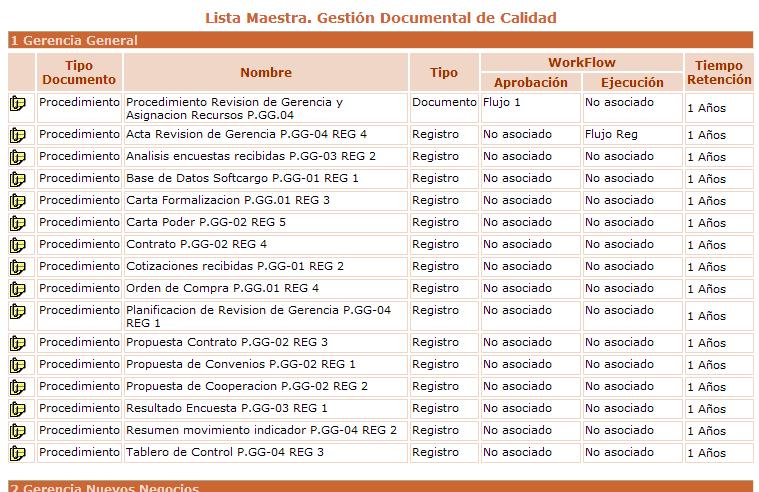 Lista Maestra. Gestión Documental de Calidad
1 Gerencia General
Tipo Documento Nombre Tipo WorkFlow Tiempo Retención
Aprobación Ejecución
Procedimiento Procedimiento Revision de Gerencia y Documento Flujo 1 No asociado 1 Años
Asignacion Recursos P.GG.04
Procedimiento Acta Revision de Gerencia P.GG-04 REG 4 Registro No asociado Flujo Reg 1 Años
Procedimiento Analisis encuestas recibidas P.GG-03 REG 2 Registro No asociado No asociado 1 Años
Procedimiento Base de Datos Softcargo P.GG-01 REG 1 Registro No asociado No asociado 1 Años
Procedimiento Carta Formalizacion P.GG.01 REG 3 Registro No asociado No asociado 1 Años
Procedimiento Carta Poder P.GG-02 REG 5 Registro No asociado No asociado 1 Años
Procedimiento Contrato P.GG-02 REG 4 Registro No asociado No asociado 1 Años
Procedimiento Cotizaciones recibidas P.GG-01 REG 2 Registro No asociado No asociado 1 Años
Procedimiento Orden de Compra P.GG.01 REG 4 Registro No asociado No asociado 1 Años
Procedimiento Planificacion de Revision de Gerencia P.GG-04 Registro No asociado No asociado 1 Años
REG 1
Procedimiento Propuesta Contrato P.GG-02 REG 3 Registro No asociado No asociado 1 Años
Procedimiento Propuesta de Convenios P.GG-02 REG 1 Registro No asociado No asociado 1 Años
Procedimiento Propuesta de Cooperacion P.GG-02 REG 2 Registro No asociado No asociado 1 Años
Procedimiento Resultado Encuesta P.GG-03 REG 1 Registro No asociado No asociado 1 Años
Procedimiento Resumen movimiento indicador P.GG-04 REG 2 Registro No asociado No asociado 1 Años
Procedimiento Tablero de Control P.GG-04 REG 3 Registro No asociado No asociado 1 Años
2 Gerencia Nuevos Negocios